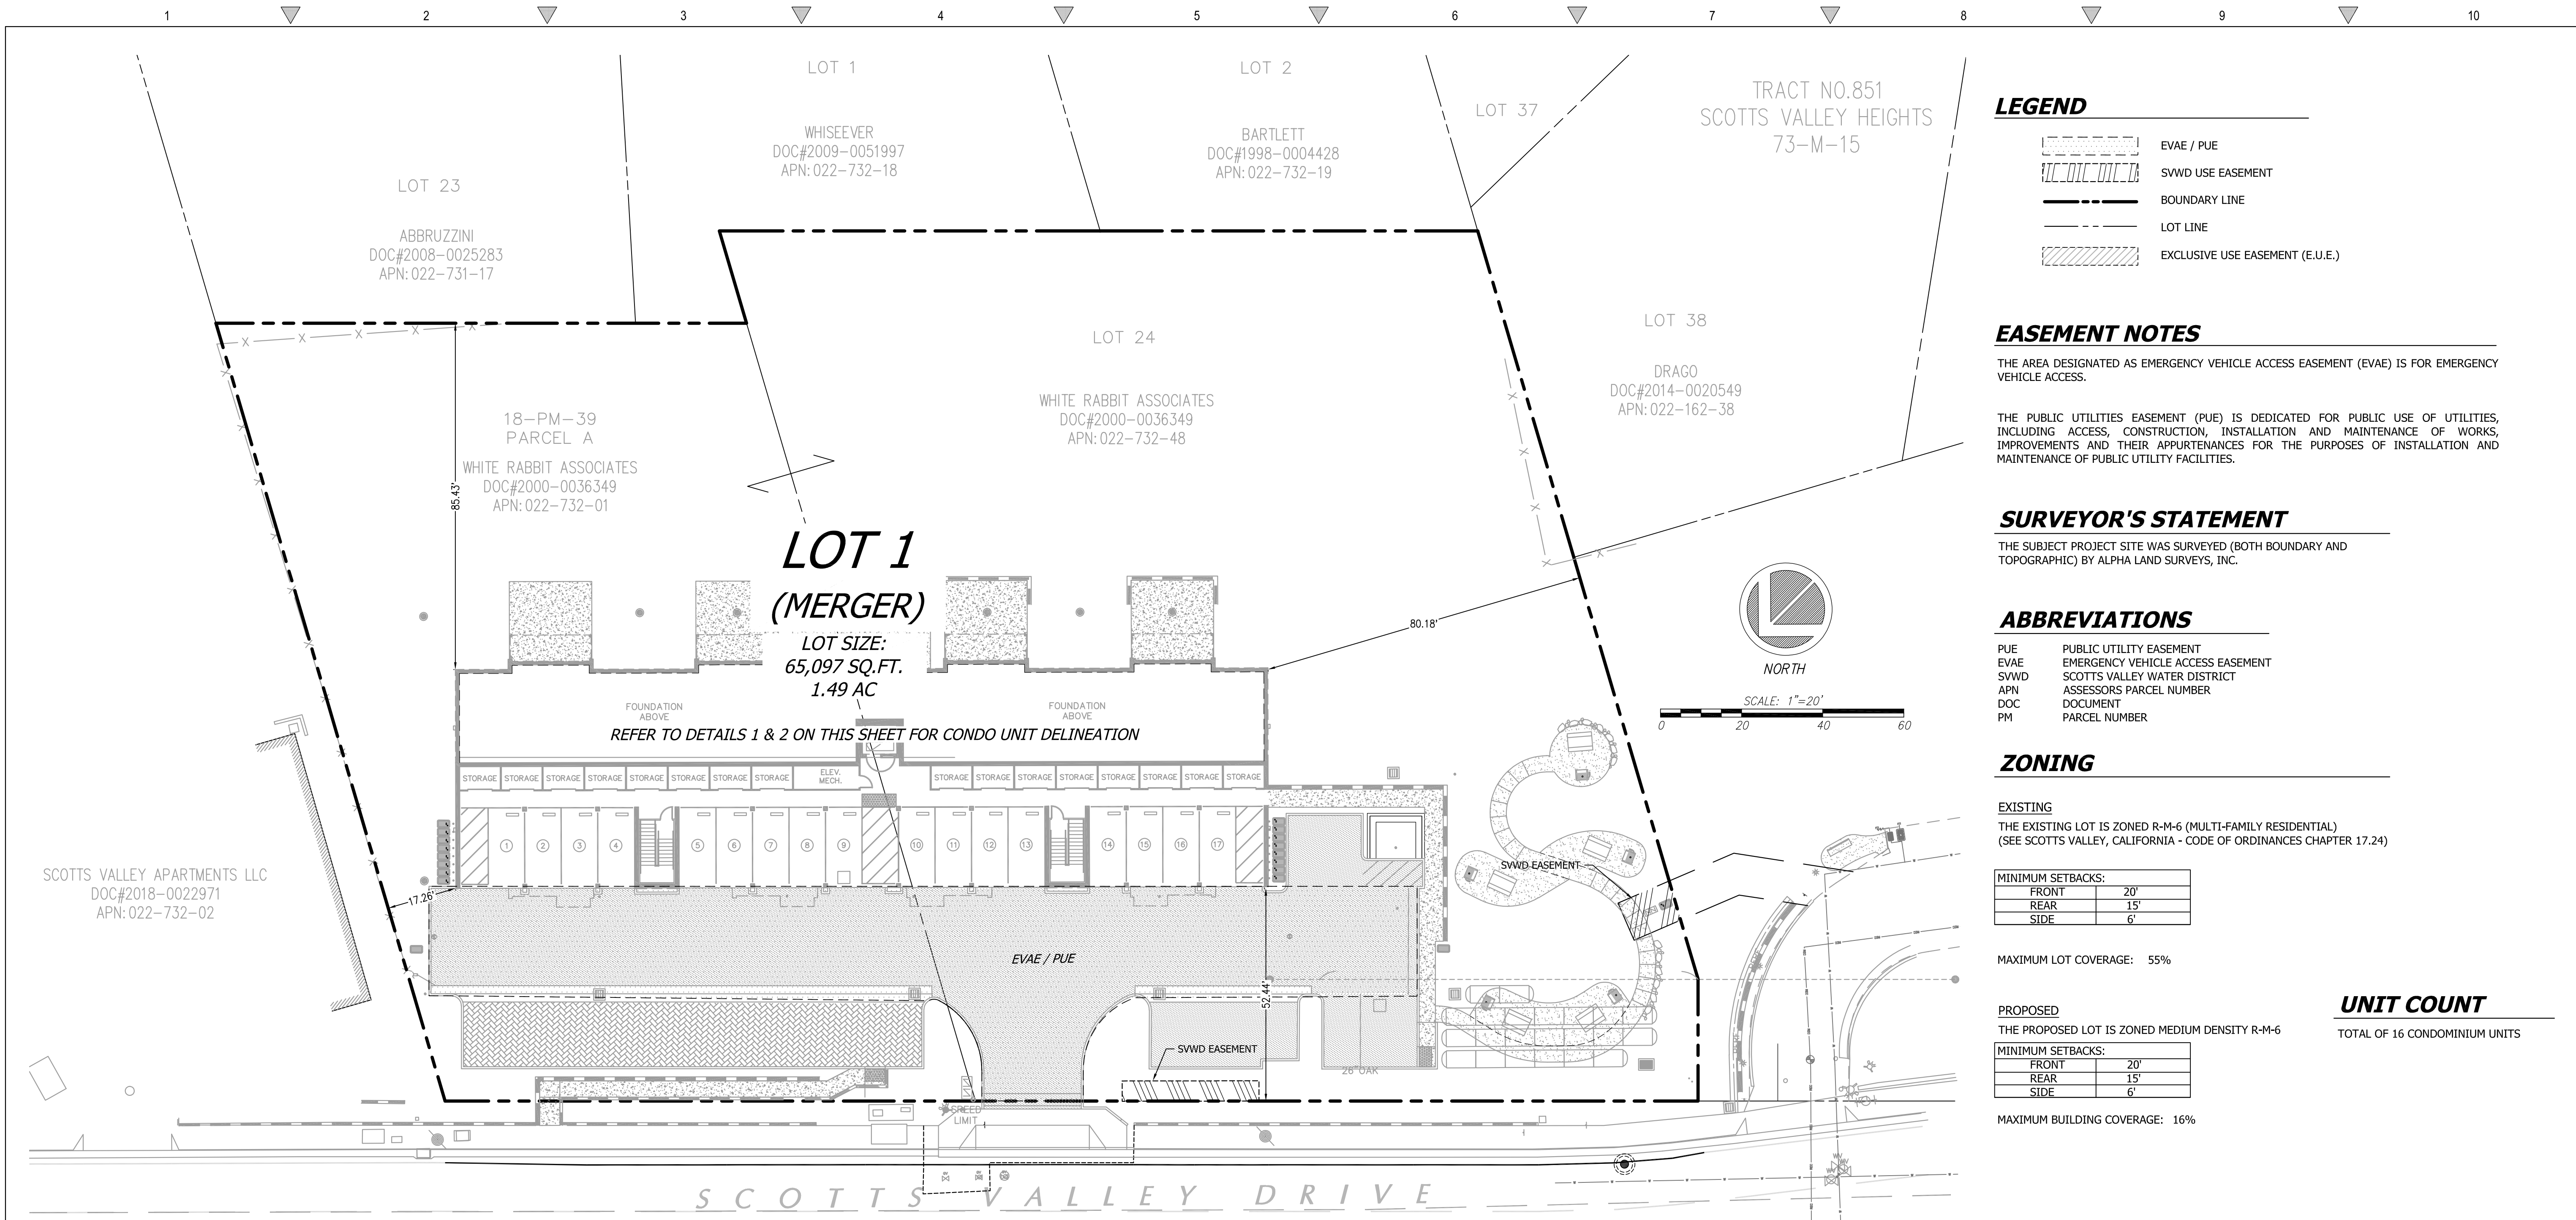 1 2 3 4 5 6 7 8 9 10
LOT 1
WHISEEVER
DOC#2009-0051997
APN: 022-732-18
LOT 2
BARTLETT
DOC#1998-0004428
APN: 022-732-19
LOT 37
TRACT NO.851
SCOTTS VALLEY HEIGHTS
73-M-15
LOT 23
ABBRUZZINI
DOC#2008-0025283
APN: 022-731-17
LOT 24
WHITE RABBIT ASSOCIATES
DOC#2000-0036349
APN: 022-732-48
LOT 38
DRAGO
DOC#2014-0020549
APN: 022-162-38
18-PM-39
PARCEL A
WHITE RABBIT ASSOCIATES
DOC#2000-0036349
APN: 022-732-01
85.43'
LOT 1
(MERGER)
LOT SIZE:
65,097 SQ.FT.
1.49 AC
80.18'
NORTH
SCALE: 1"=20'
0 20 40 60
FOUNDATION
ABOVE
FOUNDATION
ABOVE
REFER TO DETAILS 1 & 2 ON THIS SHEET FOR CONDO UNIT DELINEATION
STORAGE STORAGE STORAGE STORAGE STORAGE STORAGE STORAGE STORAGE
ELEV.
MECH.
STORAGE STORAGE STORAGE STORAGE STORAGE STORAGE STORAGE STORAGE
1 2 3 4 5 6 7 8 9 10 11 12 13 14 15 16 17
SVWD EASEMENT
SCOTTS VALLEY APARTMENTS LLC
DOC#2018-0022971
APN: 022-732-02
17.26'
EVAE / PUE
52.44'
SVWD EASEMENT
26"OAK
SPEED
LIMIT
SCOTTS VALLEY DRIVE
LEGEND
EVAE / PUE
SVWD USE EASEMENT
BOUNDARY LINE
LOT LINE
EXCLUSIVE USE EASEMENT (E.U.E.)
EASEMENT NOTES
THE AREA DESIGNATED AS EMERGENCY VEHICLE ACCESS EASEMENT (EVAE) IS FOR EMERGENCY
VEHICLE ACCESS.
THE PUBLIC UTILITIES EASEMENT (PUE) IS DEDICATED FOR PUBLIC USE OF UTILITIES,
INCLUDING ACCESS, CONSTRUCTION, INSTALLATION AND MAINTENANCE OF WORKS,
IMPROVEMENTS AND THEIR APPURTENANCES FOR THE PURPOSES OF INSTALLATION AND
MAINTENANCE OF PUBLIC UTILITY FACILITIES.
SURVEYOR'S STATEMENT
THE SUBJECT PROJECT SITE WAS SURVEYED (BOTH BOUNDARY AND
TOPOGRAPHIC) BY ALPHA LAND SURVEYS, INC.
ABBREVIATIONS
PUE PUBLIC UTILITY EASEMENT
EVAE EMERGENCY VEHICLE ACCESS EASEMENT
SVWD SCOTTS VALLEY WATER DISTRICT
APN ASSESSORS PARCEL NUMBER
DOC DOCUMENT
PM PARCEL NUMBER
ZONING
EXISTING
THE EXISTING LOT IS ZONED R-M-6 (MULTI-FAMILY RESIDENTIAL)
(SEE SCOTTS VALLEY, CALIFORNIA - CODE OF ORDINANCES CHAPTER 17.24)
MINIMUM SETBACKS:
FRONT 20'
REAR 15'
SIDE 6'
MAXIMUM LOT COVERAGE: 55%
PROPOSED
THE PROPOSED LOT IS ZONED MEDIUM DENSITY R-M-6
MINIMUM SETBACKS:
FRONT 20'
REAR 15'
SIDE 6'
MAXIMUM BUILDING COVERAGE: 16%
UNIT COUNT
TOTAL OF 16 CONDOMINIUM UNITS